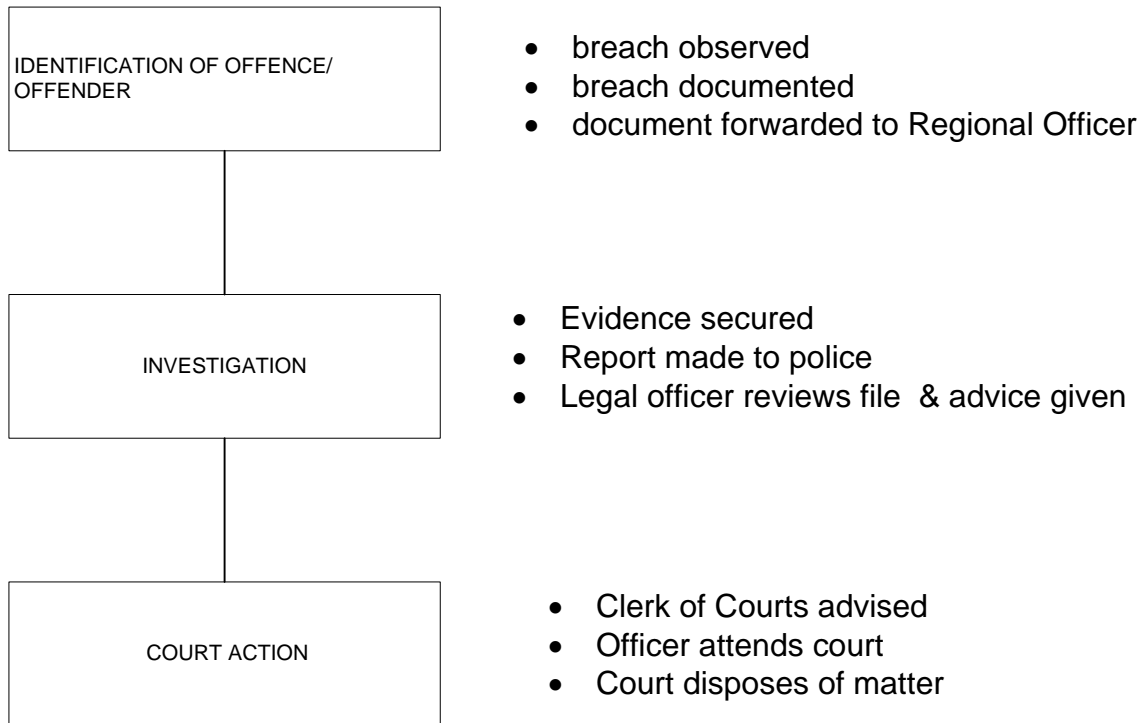 IDENTIFICATION OF OFFENCE/
OFFENDER
• breach observed
• breach documented
• document forwarded to Regional Officer
INVESTIGATION
• Evidence secured
• Report made to police
• Legal officer reviews file & advice given
COURT ACTION
• Clerk of Courts advised
• Officer attends court
• Court disposes of matter